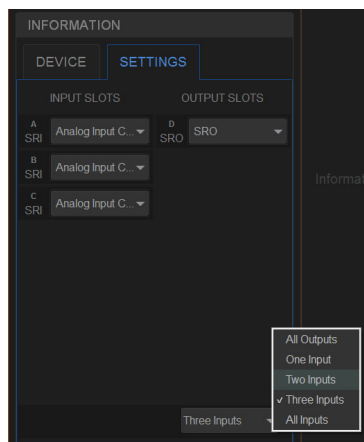 INFORMATION
DEVICE SETTINGS
INPUT SLOTS OUTPUT SLOTS
A
SRI Analog Input C...
D
SRO SRO
B
SRI Analog Input C...
C
SRI Analog Input C...
Informat
All Outputs
One Input
Two Inputs
✓ Three Inputs
All Inputs
Three Inputs